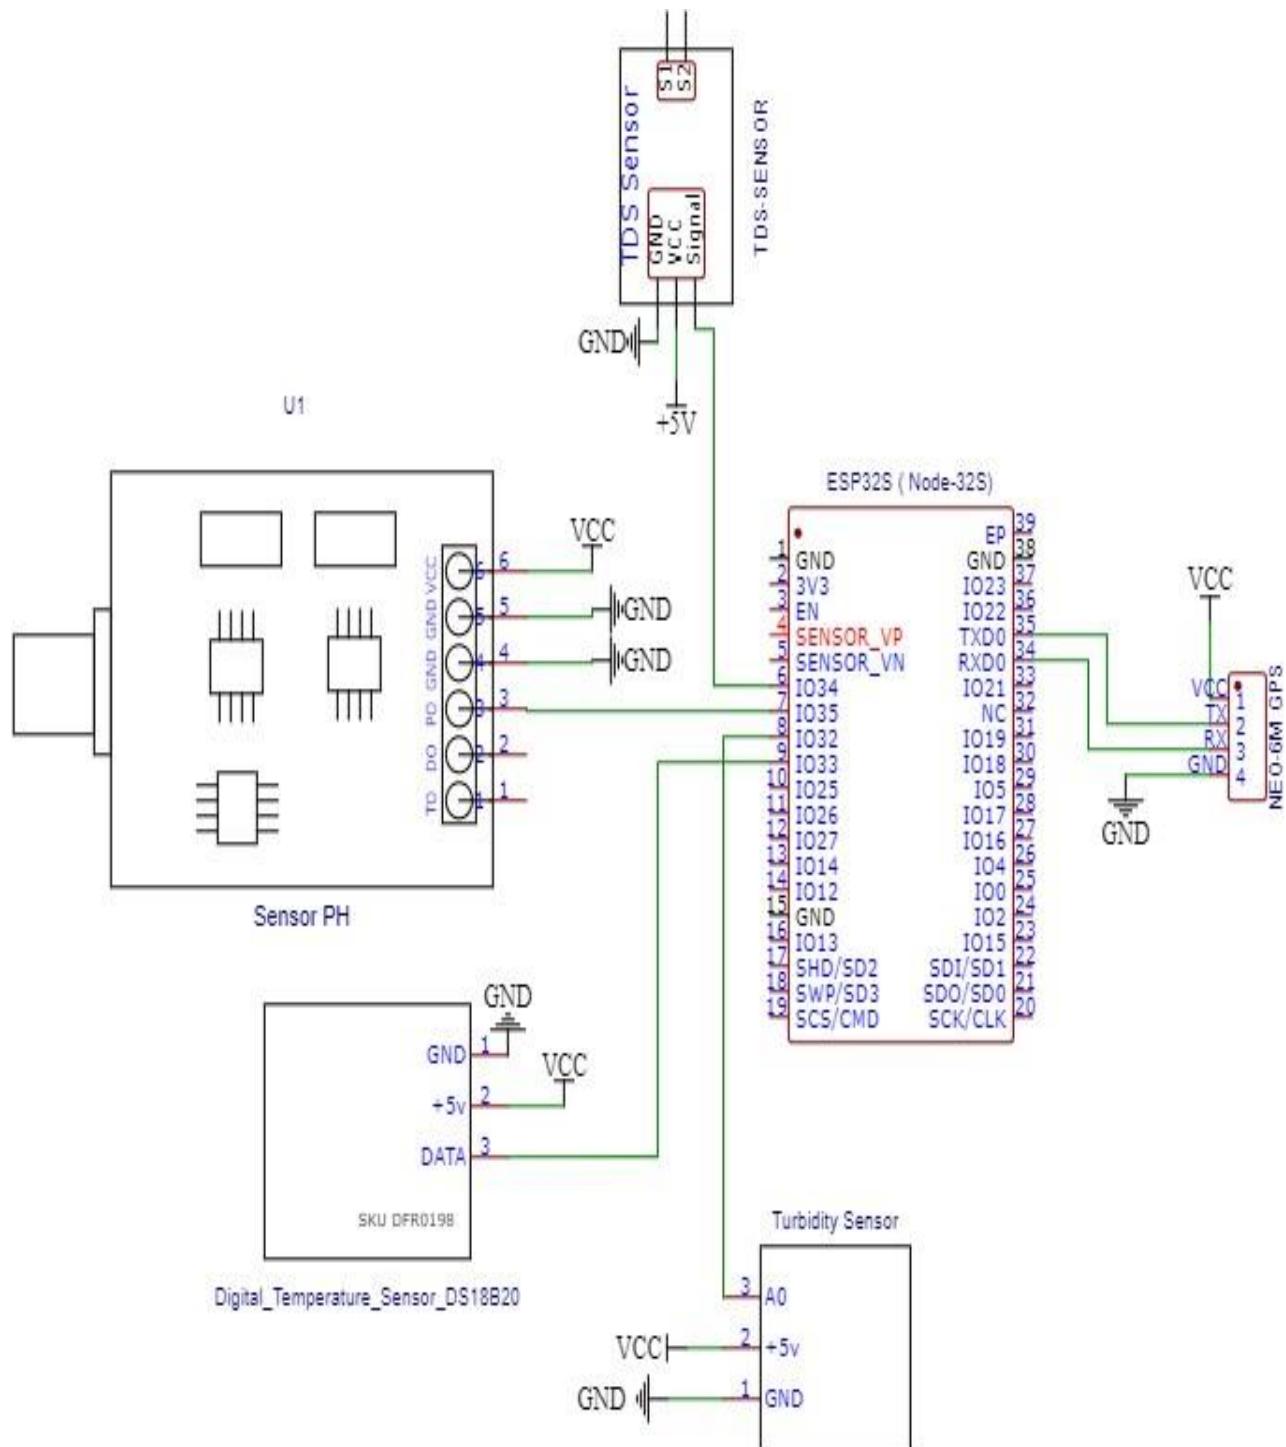 S1
S2
TDS Sensor
TDS-SENSOR
GND
VCC
Signal
GND
+5V
U1
VCC
GND
GND
PO
DO
TO
6
5
4
3
2
1
6
5
4
3
2
1
VCC
GND
GND
Sensor PH
ESP32S ( Node-32S)
1 GND
2 3V3
3 EN
4 SENSOR_VP
5 SENSOR_VN
6 IO34
7 IO35
8 IO32
9 IO33
10 IO25
11 IO26
12 IO27
13 IO14
14 IO12
15 GND
16 IO13
17 SHD/SD2
18 SWP/SD3
19 SCS/CMD
EP 39
GND 38
IO23 37
IO22 36
TXD0 35
RXD0 34
IO21 33
NC 32
IO19 31
IO18 30
IO5 29
IO17 28
IO16 27
IO4 26
IO0 25
IO2 24
IO15 23
SDI/SD1 22
SDO/SD0 21
SCK/CLK 20
VCC
VCC 1
TX 2
RX 3
GND 4
NEO-6M GPS
GND
GND
GND 1
VCC
+5v 2
DATA 3
SKU DFR0198
Digital_Temperature_Sensor_DS18B20
Turbidity Sensor
3 A0
VCC 2 +5v
GND 1 GND